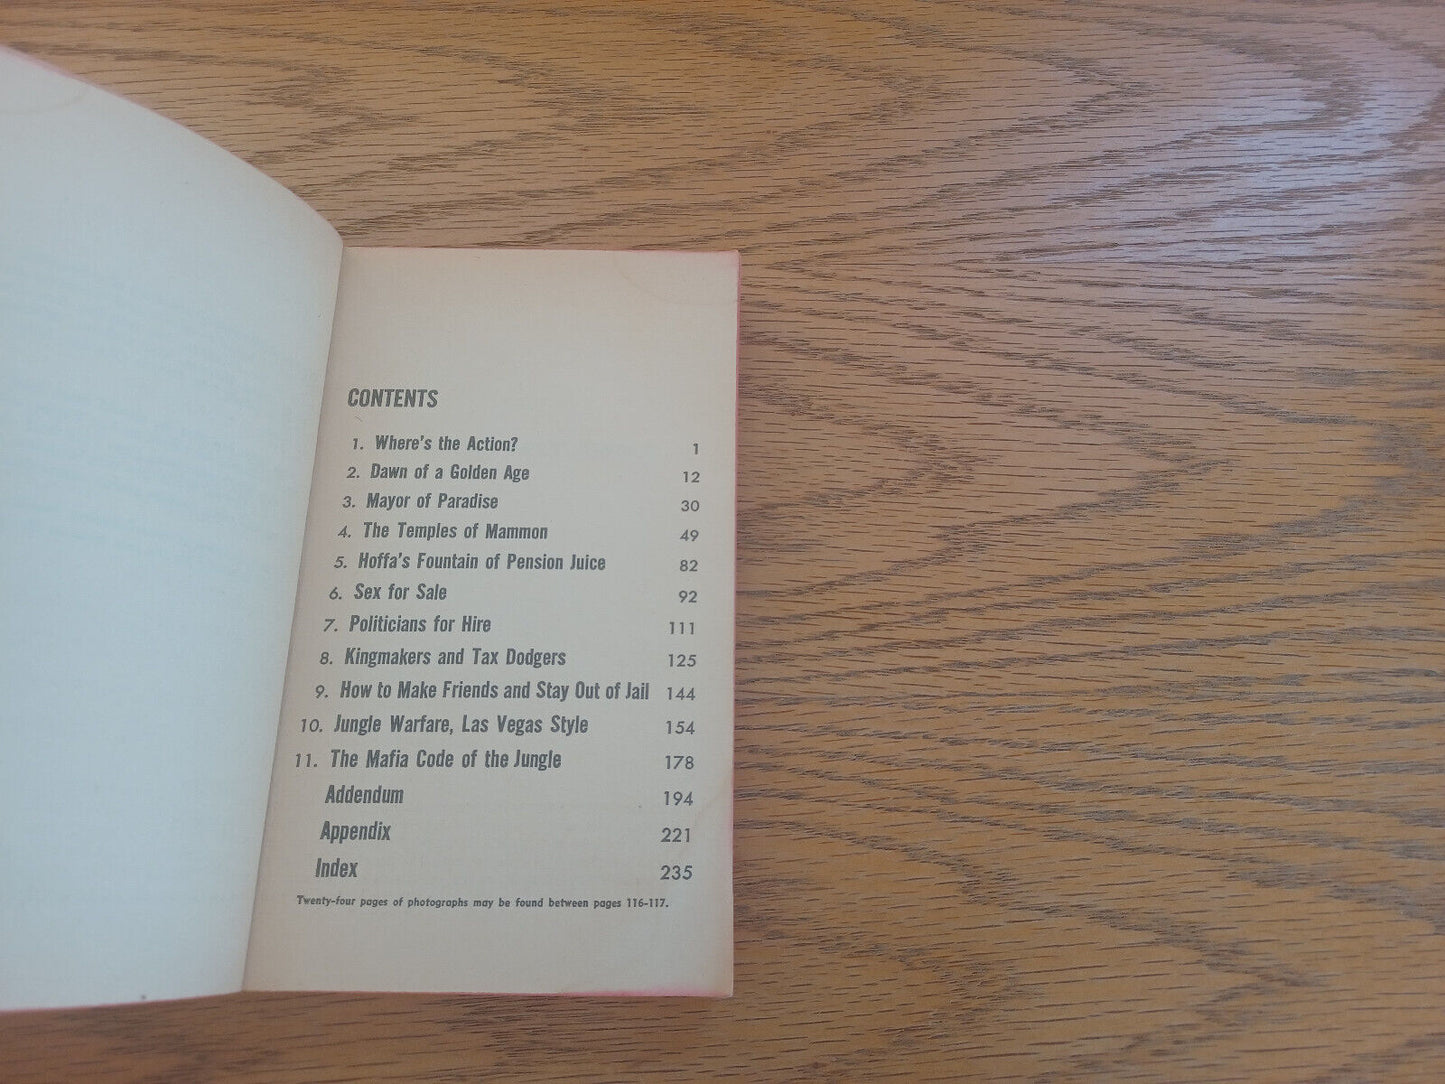 CONTENTS
1. Where's the Action? 1
2. Dawn of a Golden Age 12
3. Mayor of Paradise 30
4. The Temples of Mammon 49
5. Hoffa's Fountain of Pension Juice 82
6. Sex for Sale 92
7. Politicians for Hire 111
8. Kingmakers and Tax Dodgers 125
9. How to Make Friends and Stay Out of Jail 144
10. Jungle Warfare, Las Vegas Style 154
11. The Mafia Code of the Jungle 178
Addendum 194
Appendix 221
Index 235
Twenty-four pages of photographs may be found between pages 116-117.